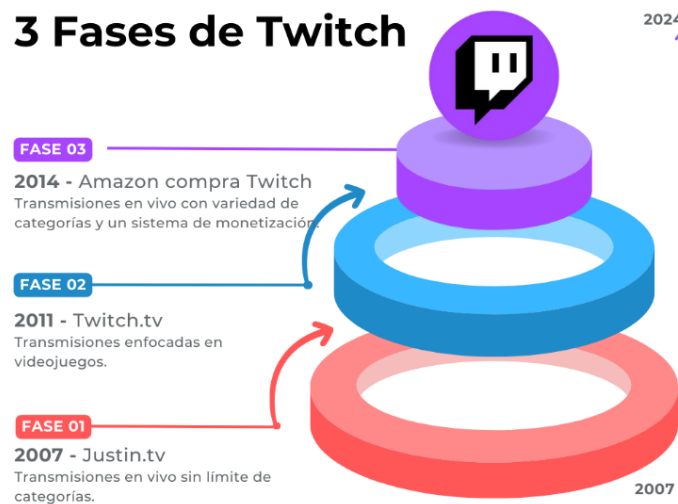 3 Fases de Twitch
2024
FASE 03
2014 - Amazon compra Twitch
Transmisiones en vivo con variedad de
categorías y un sistema de monetización.
FASE 02
2011 - Twitch.tv
Transmisiones enfocadas en
videojuegos.
FASE 01
2007 - Justin.tv
Transmisiones en vivo sin límite de
categorías.
2007